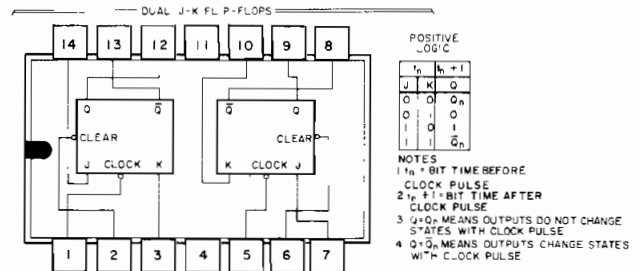 DUAL J-K FL P-FLOPS
14 13 12 11 10 9 8
Q Q̅ Q̅ Q
CLEAR CLEAR
J CLOCK K K CLOCK J
1 2 3 4 5 6 7
POSITIVE
LOGIC
tn tn + 1
J K Q
0 0 Qn
0 1 0
1 0 1
1 1 Q̅n
NOTES
1 tn = BIT TIME BEFORE
CLOCK PULSE
2 tn + 1 = BIT TIME AFTER
CLOCK PULSE
3 Q=Qn MEANS OUTPUTS DO NOT CHANGE
STATES WITH CLOCK PULSE
4 Q=Q̅n MEANS OUTPUTS CHANGE STATES
WITH CLOCK PULSE